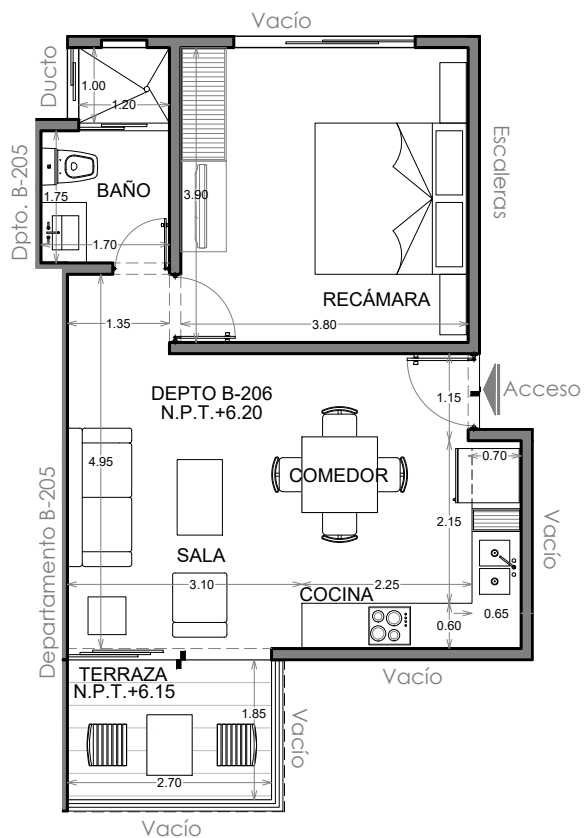 Vacío
Ducto
1.00
1.20
Dpto. B-205
1.75
BAÑO
3.90
Escaleras
1.70
RECÁMARA
1.35
3.80
DEPTO B-206
N.P.T.+6.20
1.15
Acceso
4.95
COMEDOR
0.70
Departamento B-205
2.15
Vacío
SALA
3.10
2.25
COCINA
0.60
0.65
TERRAZA
N.P.T.+6.15
Vacío
1.85
Vacío
2.70
Vacío